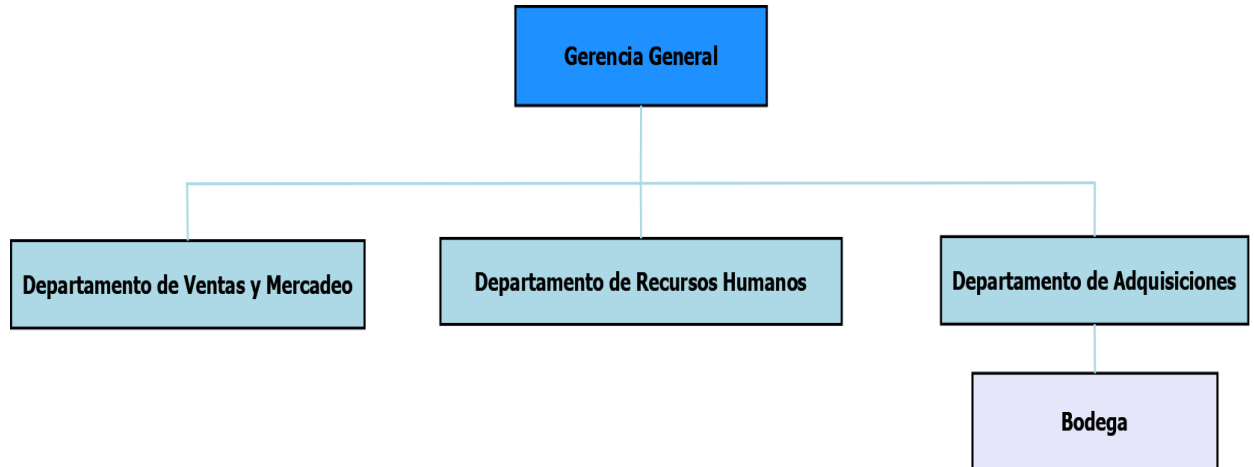 Gerencia General
Departamento de Ventas y Mercadeo
Departamento de Recursos Humanos
Departamento de Adquisiciones
Bodega